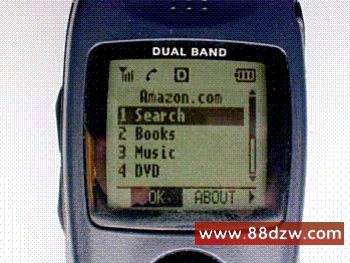 DUAL BAND
D
Amazon.com
1 Search
2 Books
3 Music
4 DVD
OK ABOUT
www.88dzw.com